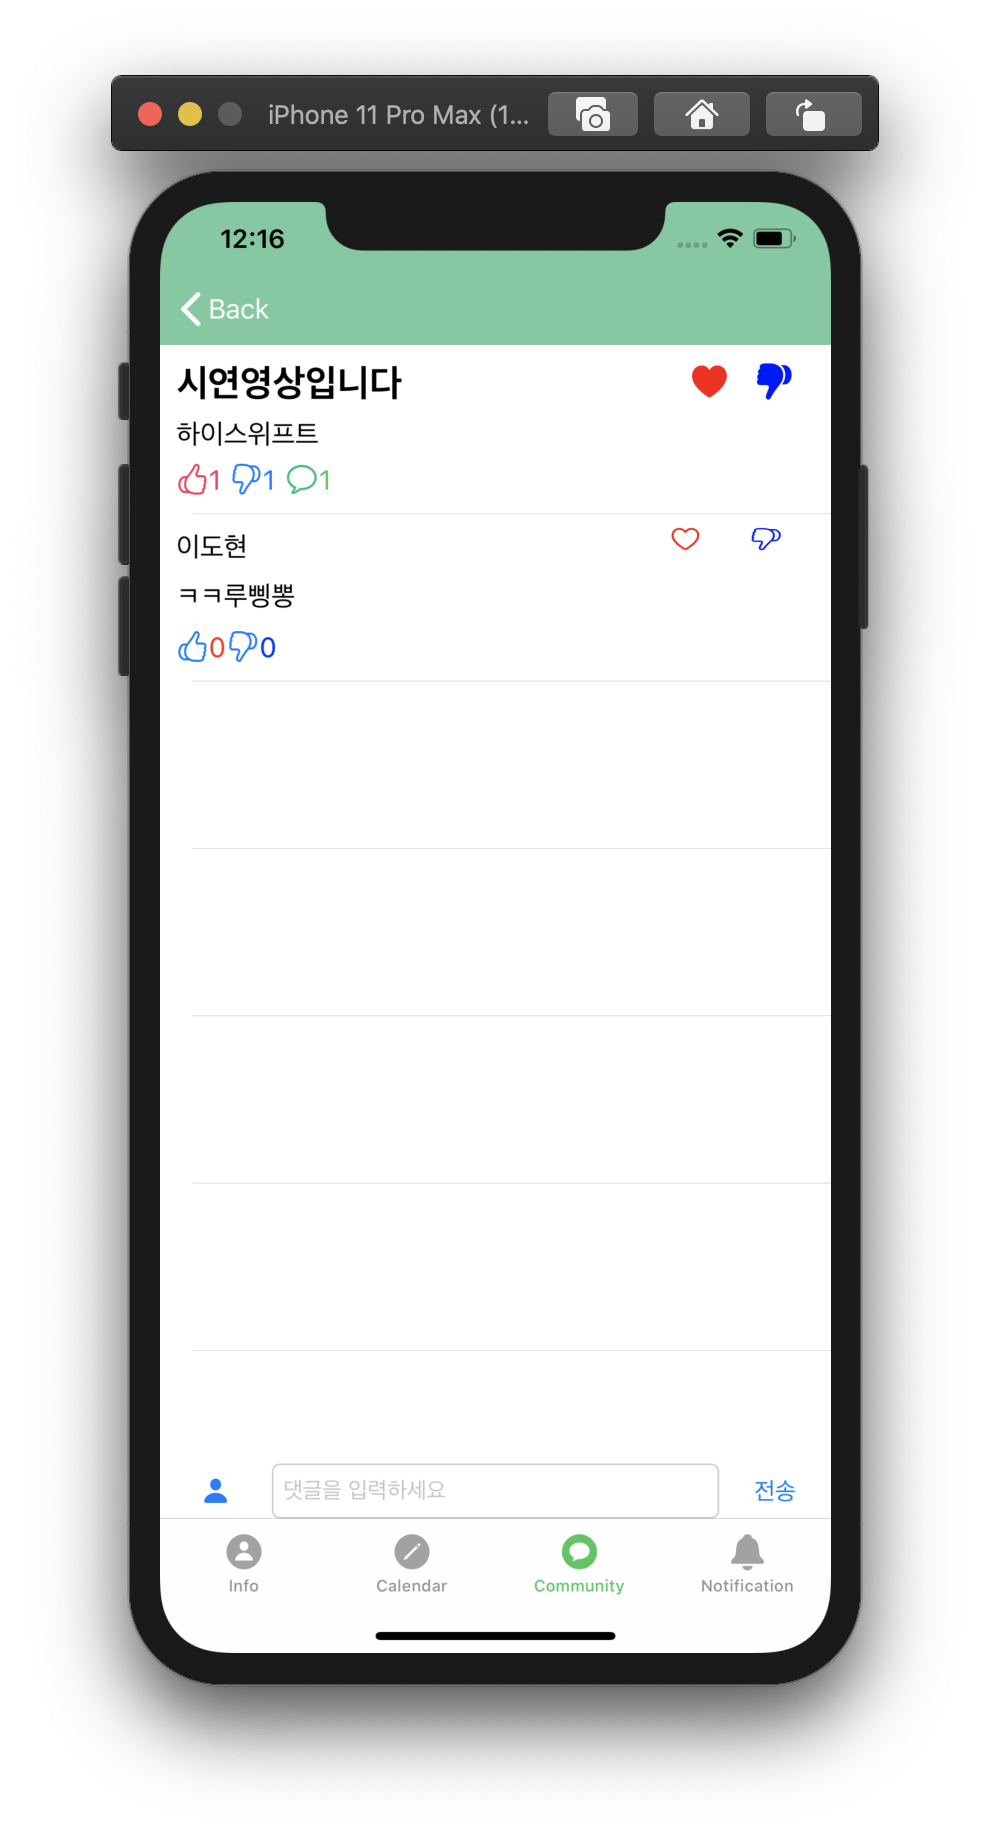 iPhone 11 Pro Max (1...
12:16
Back
시연영상입니다
하이스위프트
1 1 1
이도현
ㅋㅋ루삥뽕
0 0
댓글을 입력하세요 전송
Info Calendar Community Notification